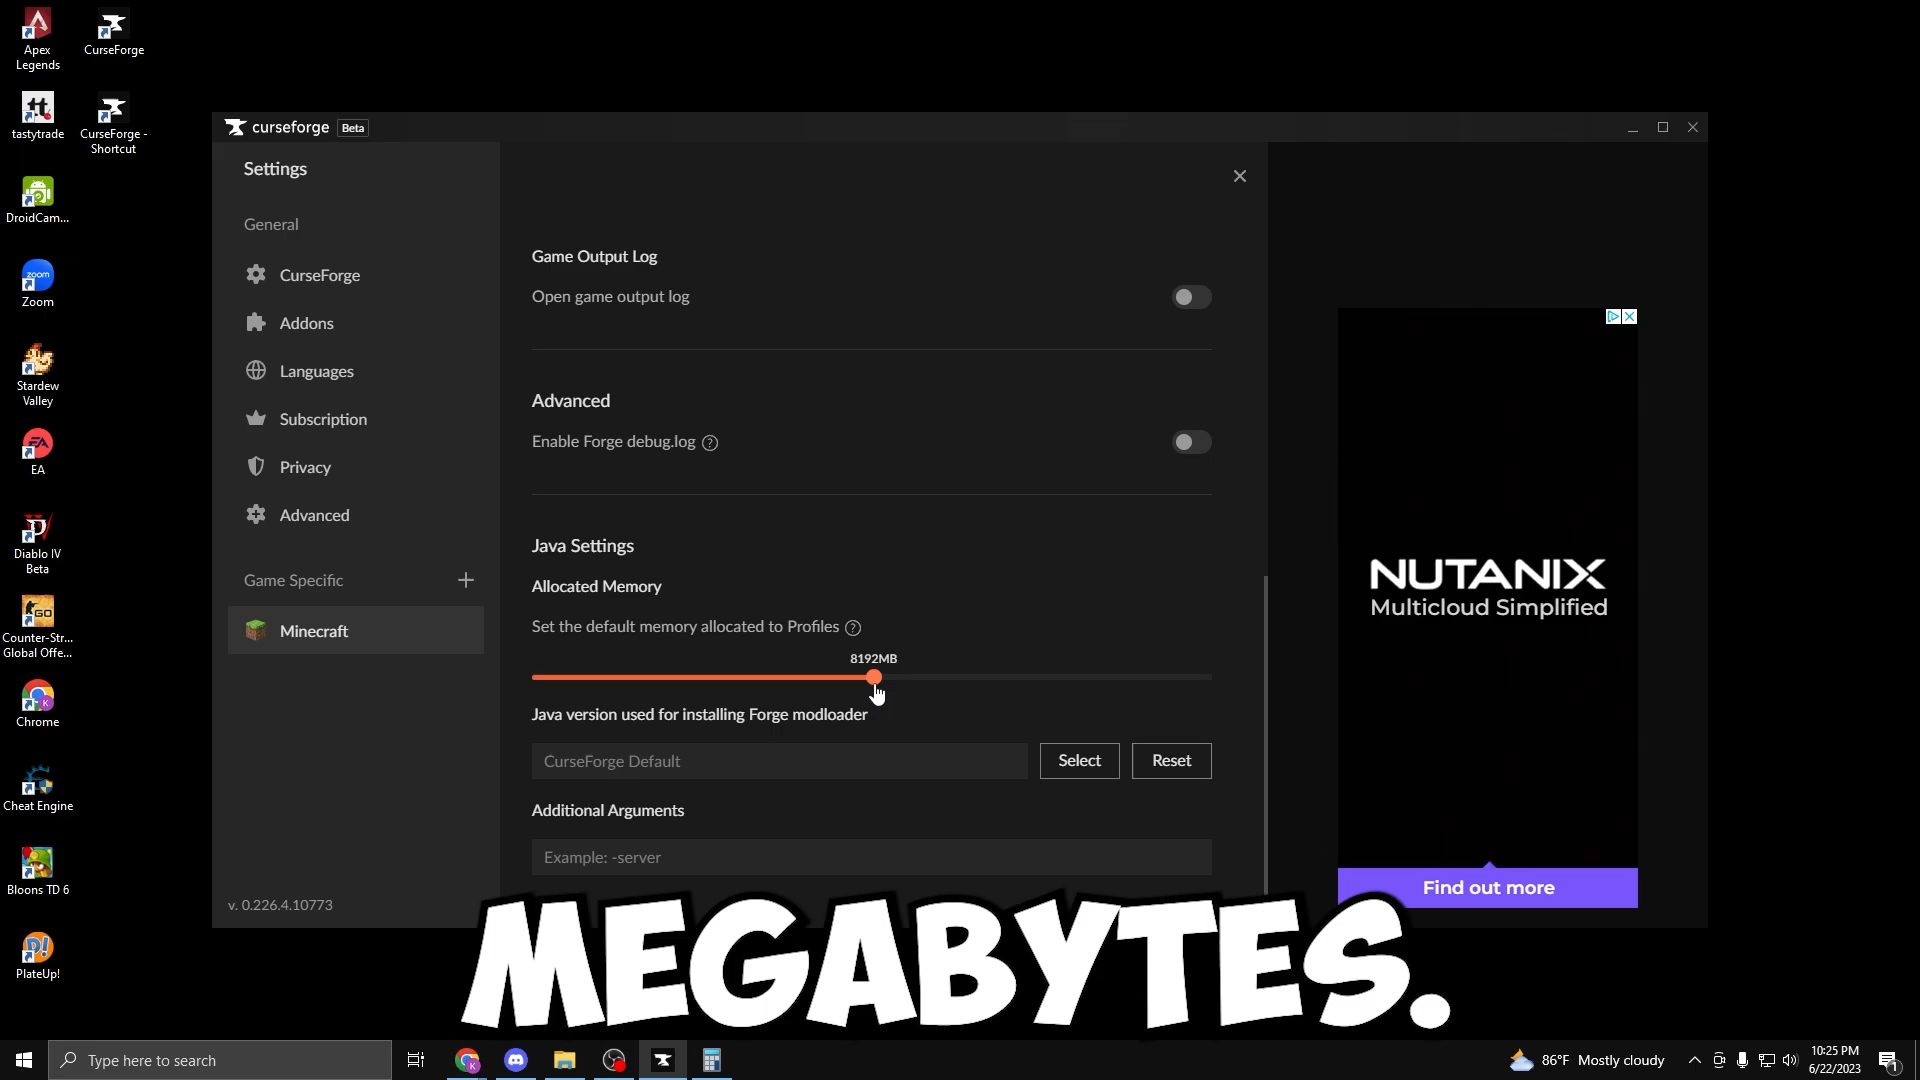 Apex
Legends
CurseForge
tastytrade
CurseForge -
Shortcut
DroidCam...
zoom
Zoom
Stardew
Valley
EA
EA
Diablo IV
Beta
GO
Counter-Str...
Global Offe...
Chrome
Cheat Engine
Bloons TD 6
PlateUp!
curseforge Beta
Settings
General
CurseForge
Addons
Languages
Subscription
Privacy
Advanced
Game Specific
Minecraft
v. 0.226.4.10773
Game Output Log
Open game output log
Advanced
Enable Forge debug.log
Java Settings
Allocated Memory
Set the default memory allocated to Profiles
8192MB
Java version used for installing Forge modloader
CurseForge Default
Select
Reset
Additional Arguments
Example: -server
NUTANIX
Multicloud Simplified
Find out more
MEGABYTES.
Type here to search
86°F Mostly cloudy
10:25 PM
6/22/2023
1